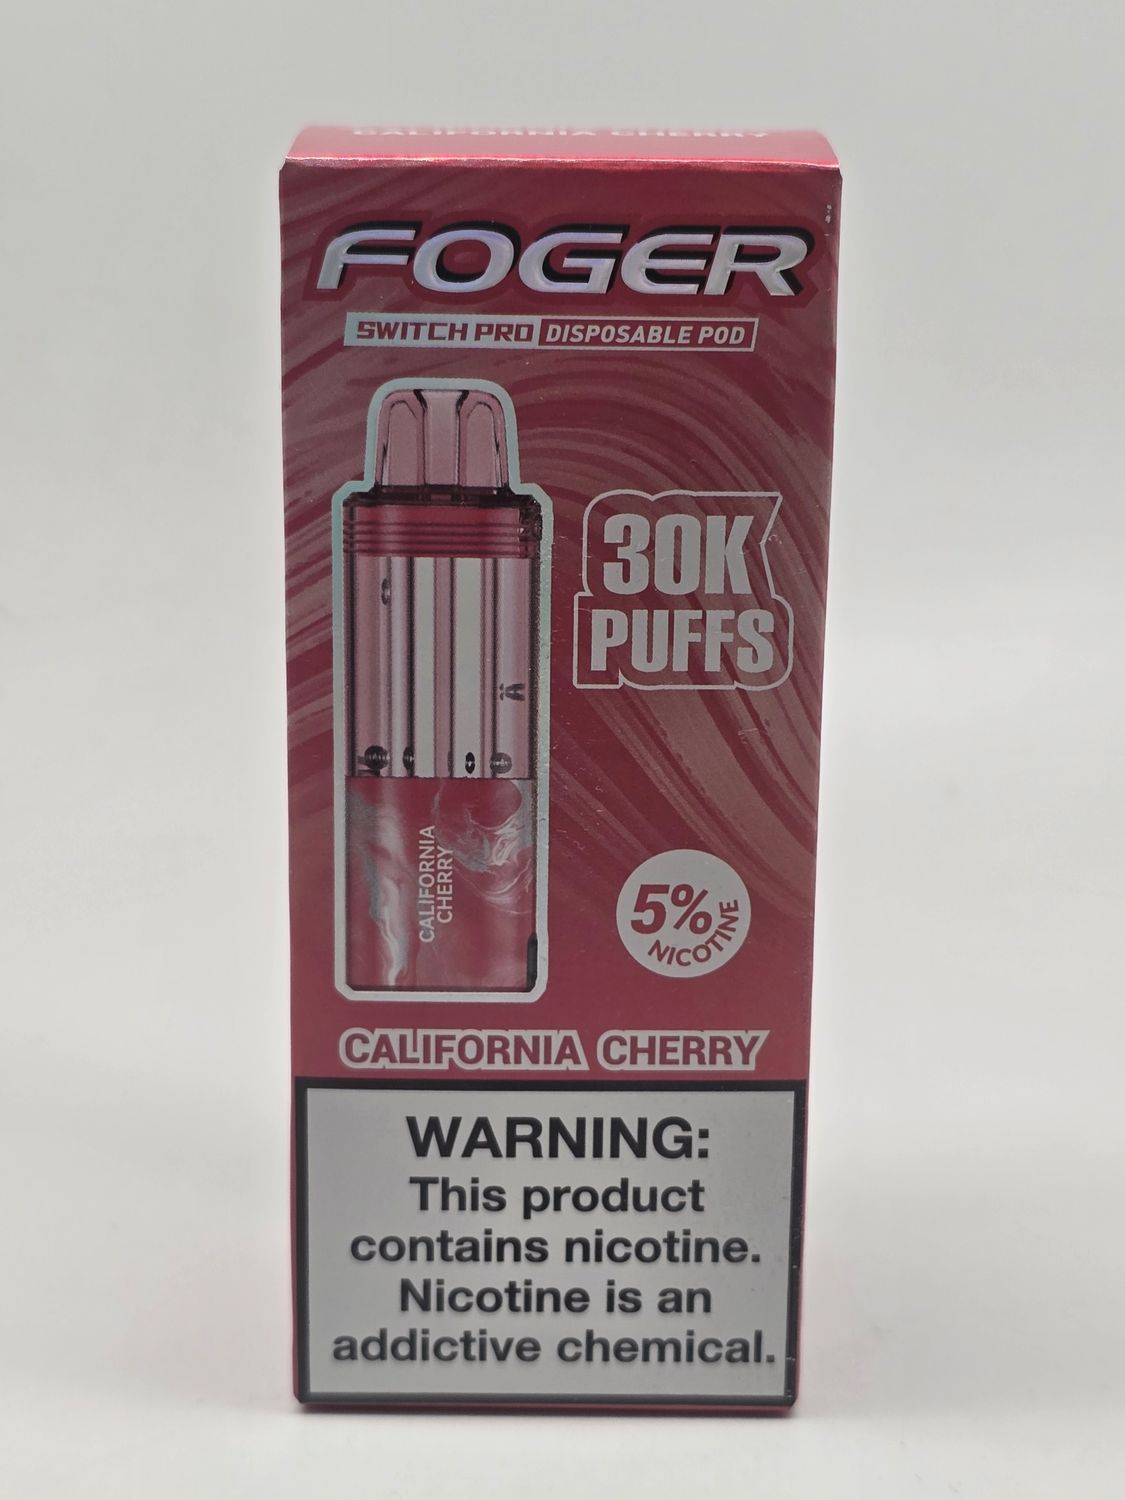 CALIFORNIA CHERRY
FOGER
SWITCH PRO DISPOSABLE POD
30K
PUFFS
CALIFORNIA
CHERRY
5%
NICOTINE
CALIFORNIA CHERRY
WARNING:
This product
contains nicotine.
Nicotine is an
addictive chemical.